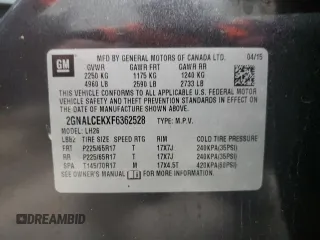 GM
MFD BY GENERAL MOTORS OF CANADA LTD. 04/15
GVWR GAWR FRT GAWR RR
2250 KG 1175 KG 1240 KG
4960 LB 2590 LB 2733 LB
THIS VEHICLE CONFORMS TO ALL APPLICABLE U.S. FEDERAL MOTOR VEHICLE SAFETY AND THEFT PREVENTION STANDARDS IN EFFECT ON THE DATE OF MANUFACTURE SHOWN ABOVE.
2GNALCEKXF6362528 TYPE: M.P.V.
MODEL: LH26
TIRE SIZE SPEED RTG RIM COLD TIRE PRESSURE
FRT P225/65R17 T 17X7J 240KPA(35PSI)
RR P225/65R17 T 17X7J 240KPA(35PSI)
SPA T145/70R17 M 17X4.5T 420KPA(60PSI)
SEE OWNER'S MANUAL FOR
DREAMBID